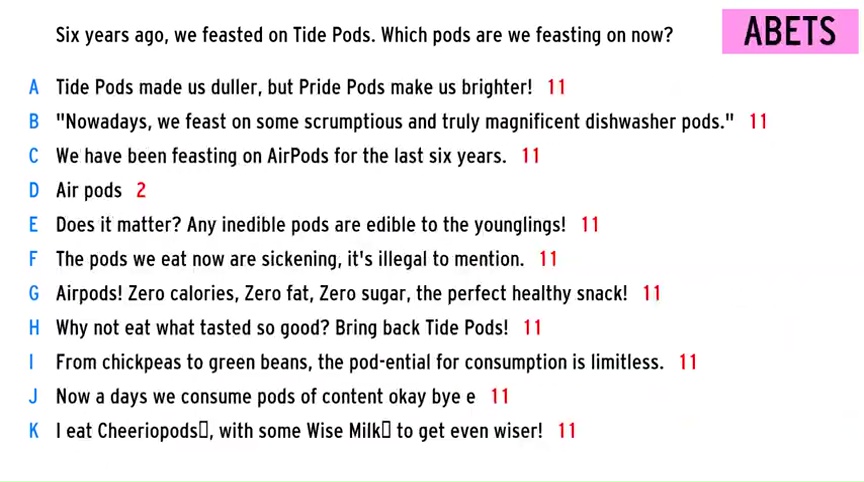 Six years ago, we feasted on Tide Pods. Which pods are we feasting on now?
ABETS
A Tide Pods made us duller, but Pride Pods make us brighter! 11
B "Nowadays, we feast on some scrumptious and truly magnificent dishwasher pods." 11
C We have been feasting on AirPods for the last six years. 11
D Air pods 2
E Does it matter? Any inedible pods are edible to the younglings! 11
F The pods we eat now are sickening, it's illegal to mention. 11
G Airpods! Zero calories, Zero fat, Zero sugar, the perfect healthy snack! 11
H Why not eat what tasted so good? Bring back Tide Pods! 11
I From chickpeas to green beans, the pod-ential for consumption is limitless. 11
J Now a days we consume pods of content okay bye e 11
K I eat Cheeriopods▯, with some Wise Milk▯ to get even wiser! 11